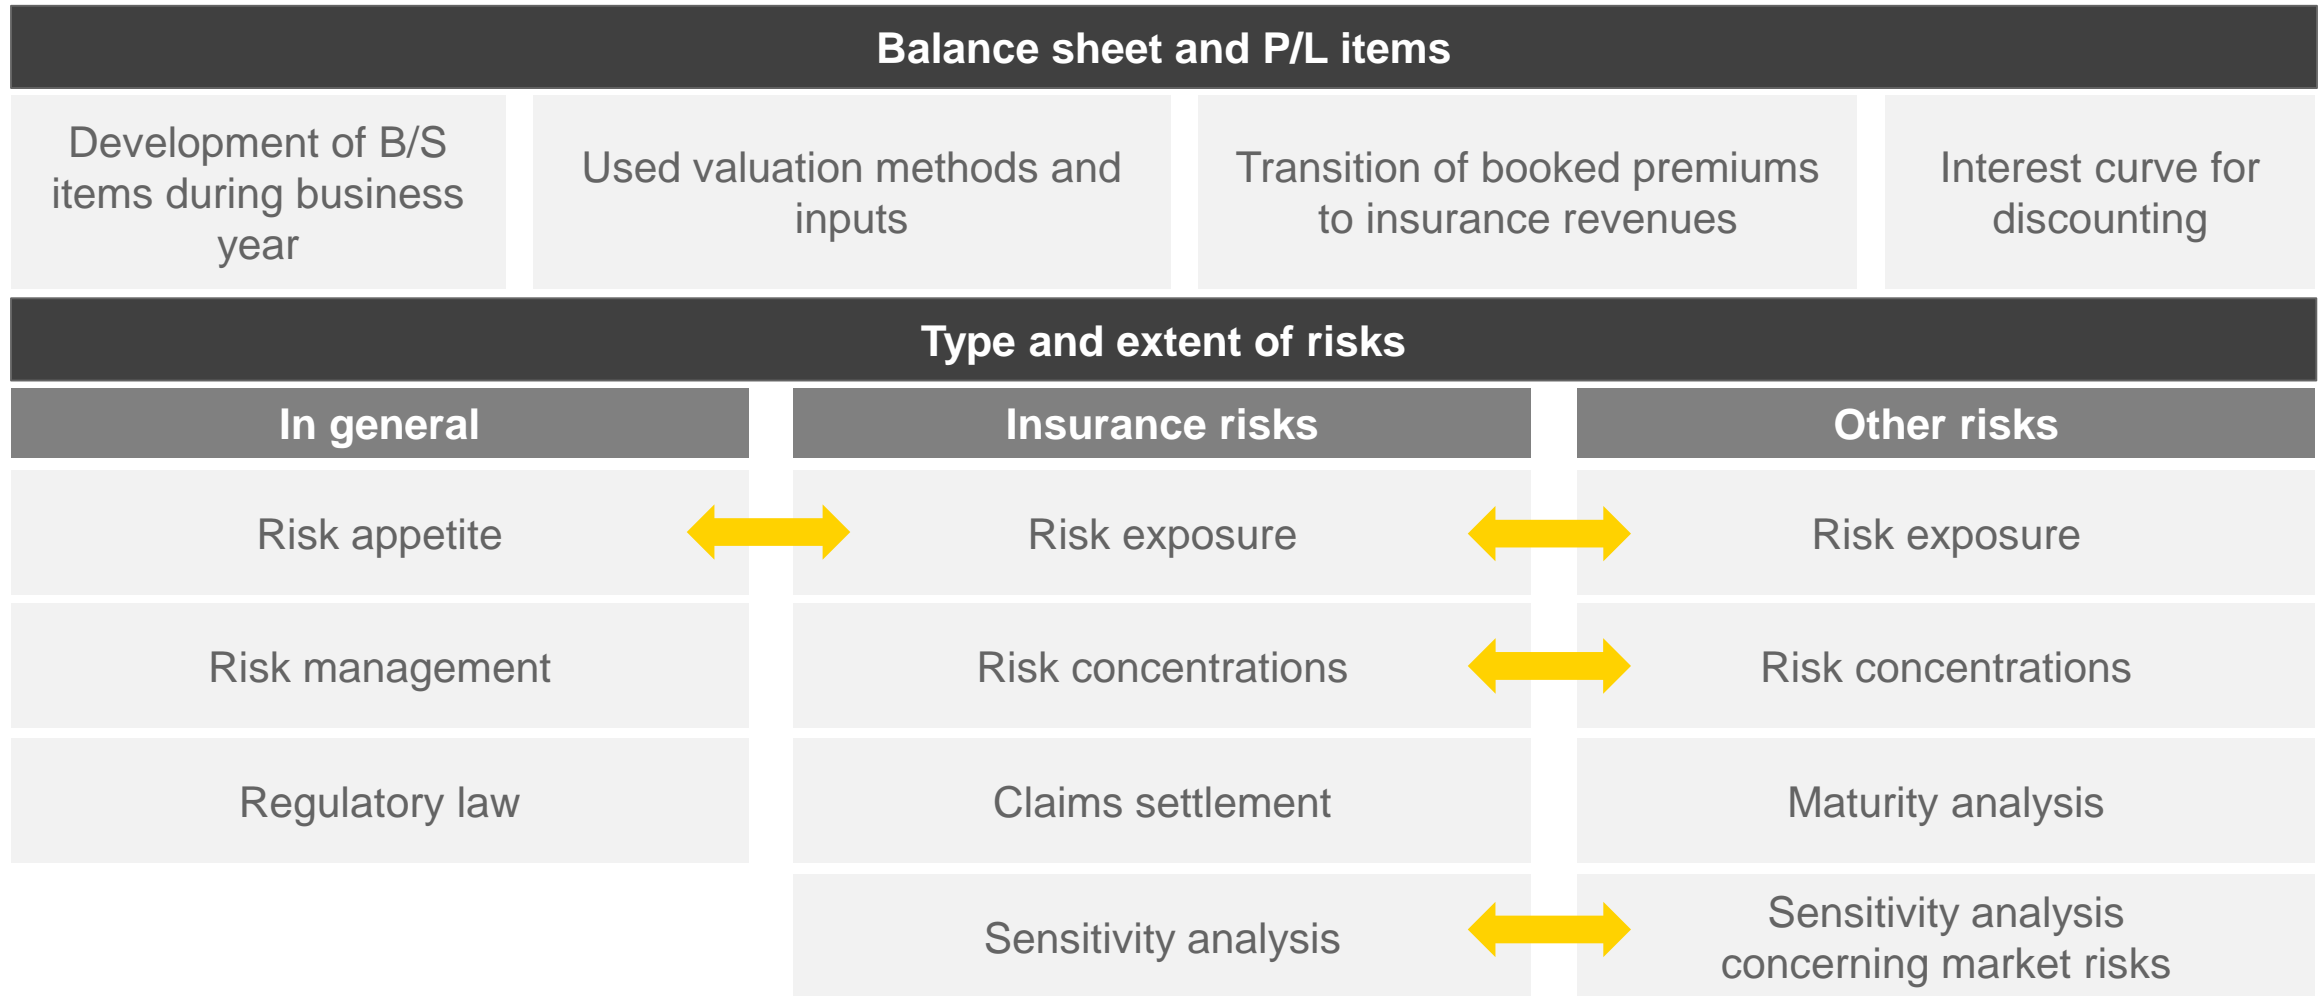 Balance sheet and P/L items
Development of B/S
items during business
year
Used valuation methods and
inputs
Transition of booked premiums
to insurance revenues
Interest curve for
discounting
Type and extent of risks
In general
Insurance risks
Other risks
Risk appetite
Risk exposure
Risk exposure
Risk management
Risk concentrations
Risk concentrations
Regulatory law
Claims settlement
Maturity analysis
Sensitivity analysis
Sensitivity analysis
concerning market risks